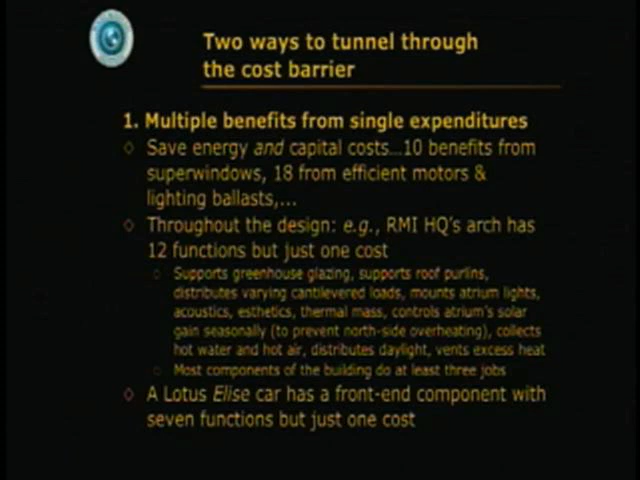 Two ways to tunnel through
the cost barrier
1. Multiple benefits from single expenditures
◇ Save energy and capital costs…10 benefits from
superwindows, 18 from efficient motors &
lighting ballasts,…
◇ Throughout the design: e.g., RMI HQ's arch has
12 functions but just one cost
Supports greenhouse glazing, supports roof purlins,
distributes varying cantilevered loads, mounts atrium lights,
acoustics, esthetics, thermal mass, controls atrium's solar
gain seasonally (to prevent north-side overheating), collects
hot water and hot air, distributes daylight, vents excess heat
Most components of the building do at least three jobs
◇ A Lotus Elise car has a front-end component with
seven functions but just one cost